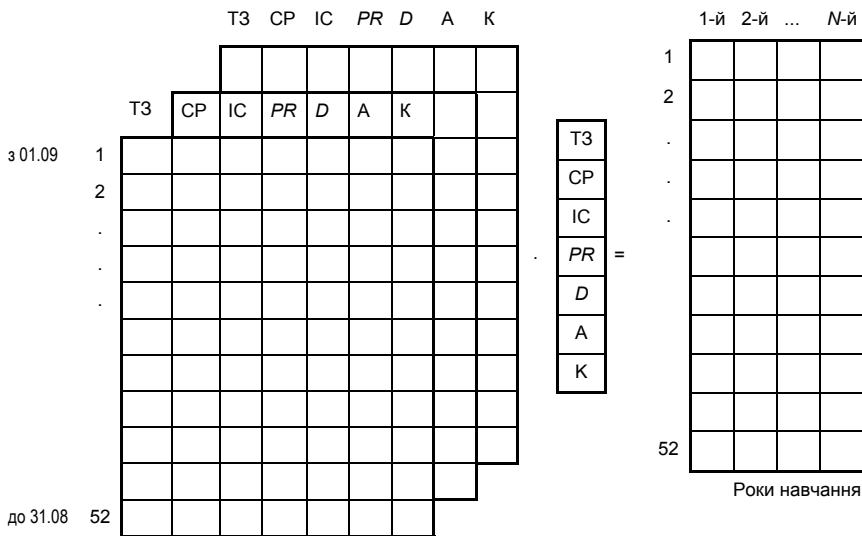 ТЗ СР ІС PR D А К
1-й 2-й ... N-й
1
2
.
.
.
52
Роки навчання
ТЗ СР ІС PR D А К
з 01.09 1
2
.
.
.
до 31.08 52
.
ТЗ
СР
ІС
PR =
D
А
К